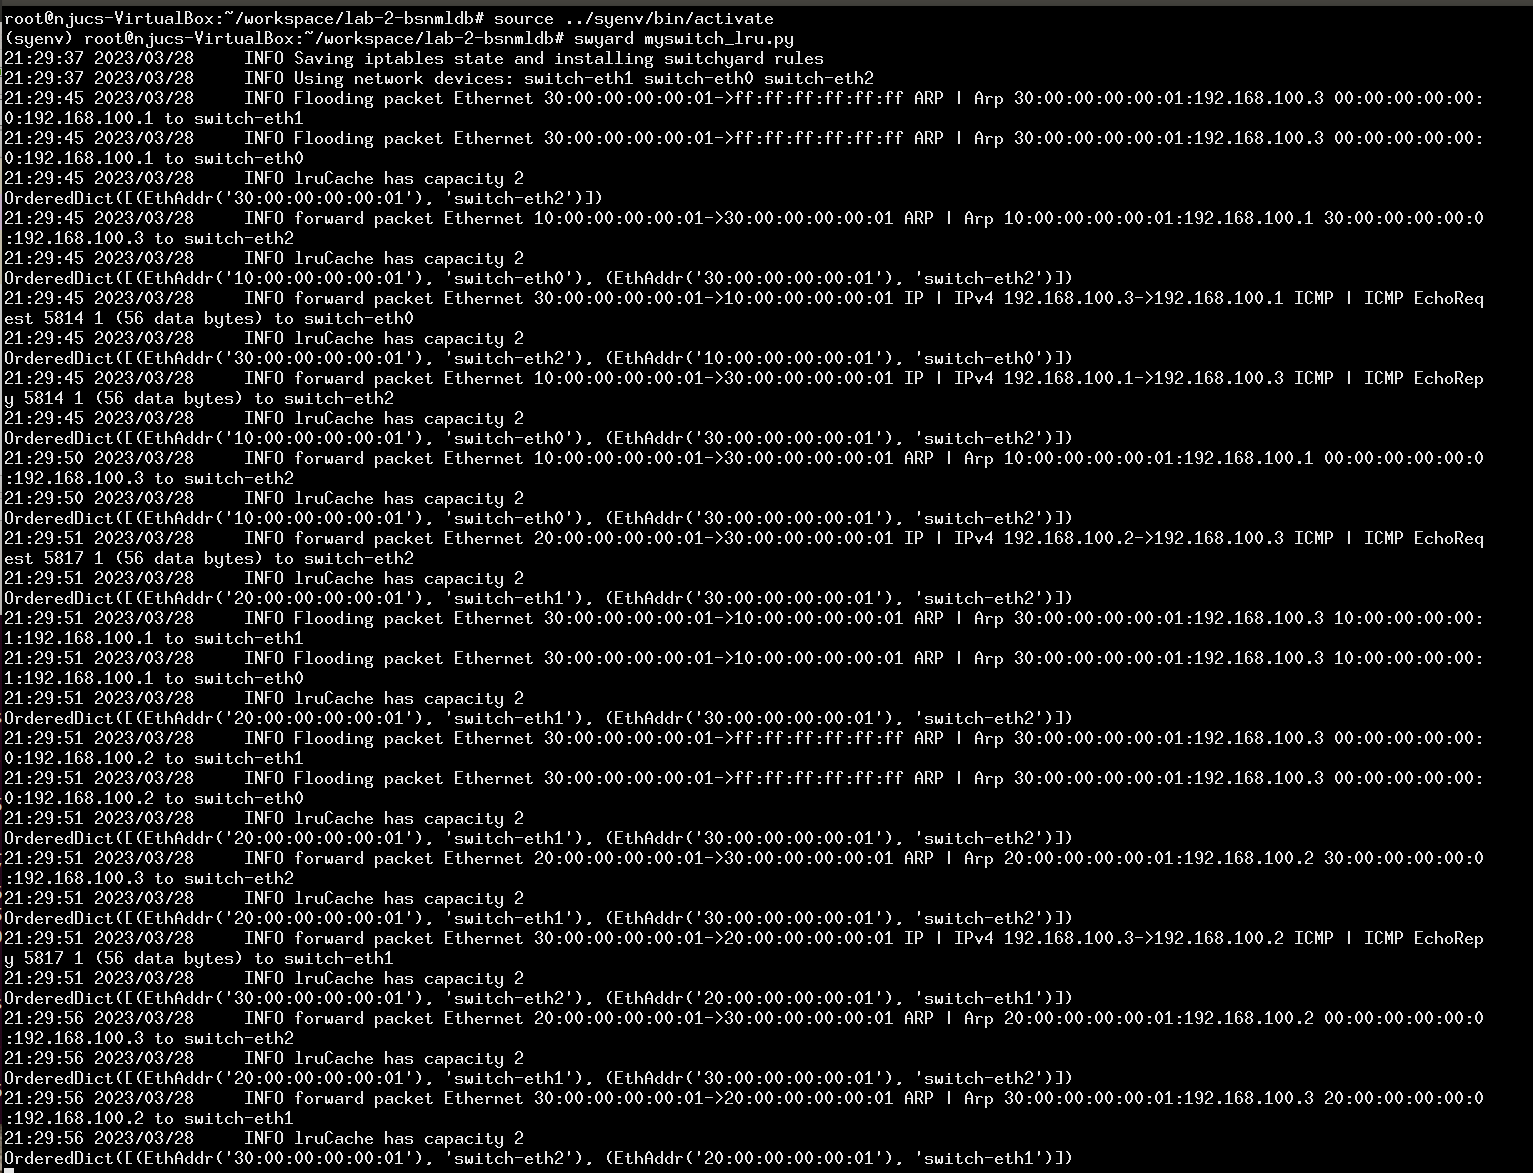 root@njucs-VirtualBox:~/workspace/lab-2-bsnmldb# source ../syenv/bin/activate
(syenv) root@njucs-VirtualBox:~/workspace/lab-2-bsnmldb# swyard myswitch_lru.py
21:29:37 2023/03/28     INFO Saving iptables state and installing switchyard rules
21:29:37 2023/03/28     INFO Using network devices: switch-eth1 switch-eth0 switch-eth2
21:29:45 2023/03/28     INFO Flooding packet Ethernet 30:00:00:00:00:01->ff:ff:ff:ff:ff:ff ARP | Arp 30:00:00:00:00:01:192.168.100.3 00:00:00:00:00:
0:192.168.100.1 to switch-eth1
21:29:45 2023/03/28     INFO Flooding packet Ethernet 30:00:00:00:00:01->ff:ff:ff:ff:ff:ff ARP | Arp 30:00:00:00:00:01:192.168.100.3 00:00:00:00:00:
0:192.168.100.1 to switch-eth0
21:29:45 2023/03/28     INFO lruCache has capacity 2
OrderedDict([(EthAddr('30:00:00:00:00:01'), 'switch-eth2')])
21:29:45 2023/03/28     INFO forward packet Ethernet 10:00:00:00:00:01->30:00:00:00:00:01 ARP | Arp 10:00:00:00:00:01:192.168.100.1 30:00:00:00:00:0
:192.168.100.3 to switch-eth2
21:29:45 2023/03/28     INFO lruCache has capacity 2
OrderedDict([(EthAddr('10:00:00:00:00:01'), 'switch-eth0'), (EthAddr('30:00:00:00:00:01'), 'switch-eth2')])
21:29:45 2023/03/28     INFO forward packet Ethernet 30:00:00:00:00:01->10:00:00:00:00:01 IP | IPv4 192.168.100.3->192.168.100.1 ICMP | ICMP EchoReq
est 5814 1 (56 data bytes) to switch-eth0
21:29:45 2023/03/28     INFO lruCache has capacity 2
OrderedDict([(EthAddr('30:00:00:00:00:01'), 'switch-eth2'), (EthAddr('10:00:00:00:00:01'), 'switch-eth0')])
21:29:45 2023/03/28     INFO forward packet Ethernet 10:00:00:00:00:01->30:00:00:00:00:01 IP | IPv4 192.168.100.1->192.168.100.3 ICMP | ICMP EchoRep
y 5814 1 (56 data bytes) to switch-eth2
21:29:45 2023/03/28     INFO lruCache has capacity 2
OrderedDict([(EthAddr('10:00:00:00:00:01'), 'switch-eth0'), (EthAddr('30:00:00:00:00:01'), 'switch-eth2')])
21:29:50 2023/03/28     INFO forward packet Ethernet 10:00:00:00:00:01->30:00:00:00:00:01 ARP | Arp 10:00:00:00:00:01:192.168.100.1 00:00:00:00:00:0
:192.168.100.3 to switch-eth2
21:29:50 2023/03/28     INFO lruCache has capacity 2
OrderedDict([(EthAddr('10:00:00:00:00:01'), 'switch-eth0'), (EthAddr('30:00:00:00:00:01'), 'switch-eth2')])
21:29:51 2023/03/28     INFO forward packet Ethernet 20:00:00:00:00:01->30:00:00:00:00:01 IP | IPv4 192.168.100.2->192.168.100.3 ICMP | ICMP EchoReq
est 5817 1 (56 data bytes) to switch-eth2
21:29:51 2023/03/28     INFO lruCache has capacity 2
OrderedDict([(EthAddr('20:00:00:00:00:01'), 'switch-eth1'), (EthAddr('30:00:00:00:00:01'), 'switch-eth2')])
21:29:51 2023/03/28     INFO Flooding packet Ethernet 30:00:00:00:00:01->10:00:00:00:00:01 ARP | Arp 30:00:00:00:00:01:192.168.100.3 10:00:00:00:00:
1:192.168.100.1 to switch-eth1
21:29:51 2023/03/28     INFO Flooding packet Ethernet 30:00:00:00:00:01->10:00:00:00:00:01 ARP | Arp 30:00:00:00:00:01:192.168.100.3 10:00:00:00:00:
1:192.168.100.1 to switch-eth0
21:29:51 2023/03/28     INFO lruCache has capacity 2
OrderedDict([(EthAddr('20:00:00:00:00:01'), 'switch-eth1'), (EthAddr('30:00:00:00:00:01'), 'switch-eth2')])
21:29:51 2023/03/28     INFO Flooding packet Ethernet 30:00:00:00:00:01->ff:ff:ff:ff:ff:ff ARP | Arp 30:00:00:00:00:01:192.168.100.3 00:00:00:00:00:
0:192.168.100.2 to switch-eth1
21:29:51 2023/03/28     INFO Flooding packet Ethernet 30:00:00:00:00:01->ff:ff:ff:ff:ff:ff ARP | Arp 30:00:00:00:00:01:192.168.100.3 00:00:00:00:00:
0:192.168.100.2 to switch-eth0
21:29:51 2023/03/28     INFO lruCache has capacity 2
OrderedDict([(EthAddr('20:00:00:00:00:01'), 'switch-eth1'), (EthAddr('30:00:00:00:00:01'), 'switch-eth2')])
21:29:51 2023/03/28     INFO forward packet Ethernet 20:00:00:00:00:01->30:00:00:00:00:01 ARP | Arp 20:00:00:00:00:01:192.168.100.2 30:00:00:00:00:0
:192.168.100.3 to switch-eth2
21:29:51 2023/03/28     INFO lruCache has capacity 2
OrderedDict([(EthAddr('20:00:00:00:00:01'), 'switch-eth1'), (EthAddr('30:00:00:00:00:01'), 'switch-eth2')])
21:29:51 2023/03/28     INFO forward packet Ethernet 30:00:00:00:00:01->20:00:00:00:00:01 IP | IPv4 192.168.100.3->192.168.100.2 ICMP | ICMP EchoRep
y 5817 1 (56 data bytes) to switch-eth1
21:29:51 2023/03/28     INFO lruCache has capacity 2
OrderedDict([(EthAddr('30:00:00:00:00:01'), 'switch-eth2'), (EthAddr('20:00:00:00:00:01'), 'switch-eth1')])
21:29:56 2023/03/28     INFO forward packet Ethernet 20:00:00:00:00:01->30:00:00:00:00:01 ARP | Arp 20:00:00:00:00:01:192.168.100.2 00:00:00:00:00:0
:192.168.100.3 to switch-eth2
21:29:56 2023/03/28     INFO lruCache has capacity 2
OrderedDict([(EthAddr('20:00:00:00:00:01'), 'switch-eth1'), (EthAddr('30:00:00:00:00:01'), 'switch-eth2')])
21:29:56 2023/03/28     INFO forward packet Ethernet 30:00:00:00:00:01->20:00:00:00:00:01 ARP | Arp 30:00:00:00:00:01:192.168.100.3 20:00:00:00:00:0
:192.168.100.2 to switch-eth1
21:29:56 2023/03/28     INFO lruCache has capacity 2
OrderedDict([(EthAddr('30:00:00:00:00:01'), 'switch-eth2'), (EthAddr('20:00:00:00:00:01'), 'switch-eth1')])